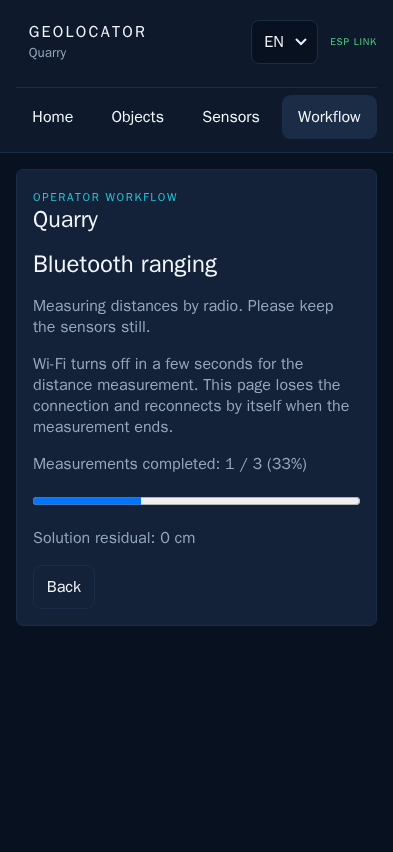 GEOLOCATOR
Quarry
EN
ESP LINK
Home Objects Sensors Workflow
OPERATOR WORKFLOW
Quarry
Bluetooth ranging
Measuring distances by radio. Please keep
the sensors still.
Wi-Fi turns off in a few seconds for the
distance measurement. This page loses the
connection and reconnects by itself when the
measurement ends.
Measurements completed: 1 / 3 (33%)
Solution residual: 0 cm
Back